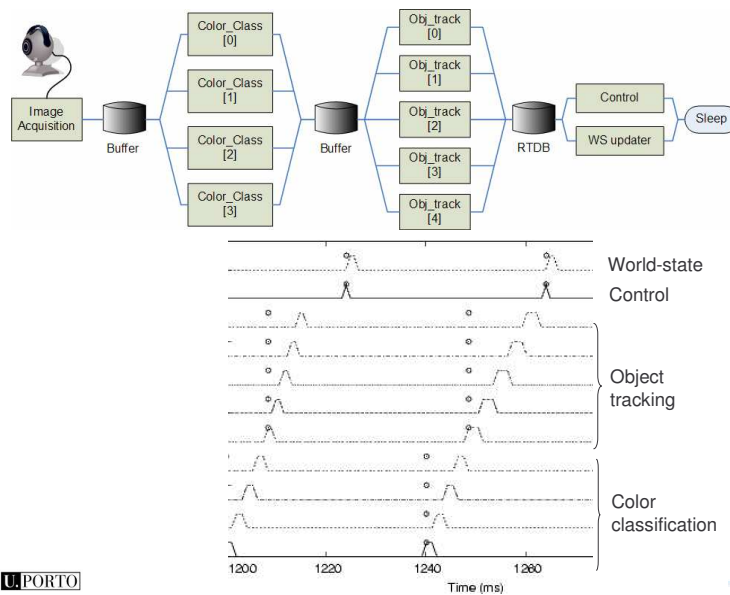 Image
Acquisition
Buffer
Color_Class
[0]
Color_Class
[1]
Color_Class
[2]
Color_Class
[3]
Buffer
Obj_track
[0]
Obj_track
[1]
Obj_track
[2]
Obj_track
[3]
Obj_track
[4]
RTDB
Control
WS updater
Sleep
World-state
Control
Object
tracking
Color
classification
1200 1220 1240 1260
Time (ms)
U.PORTO